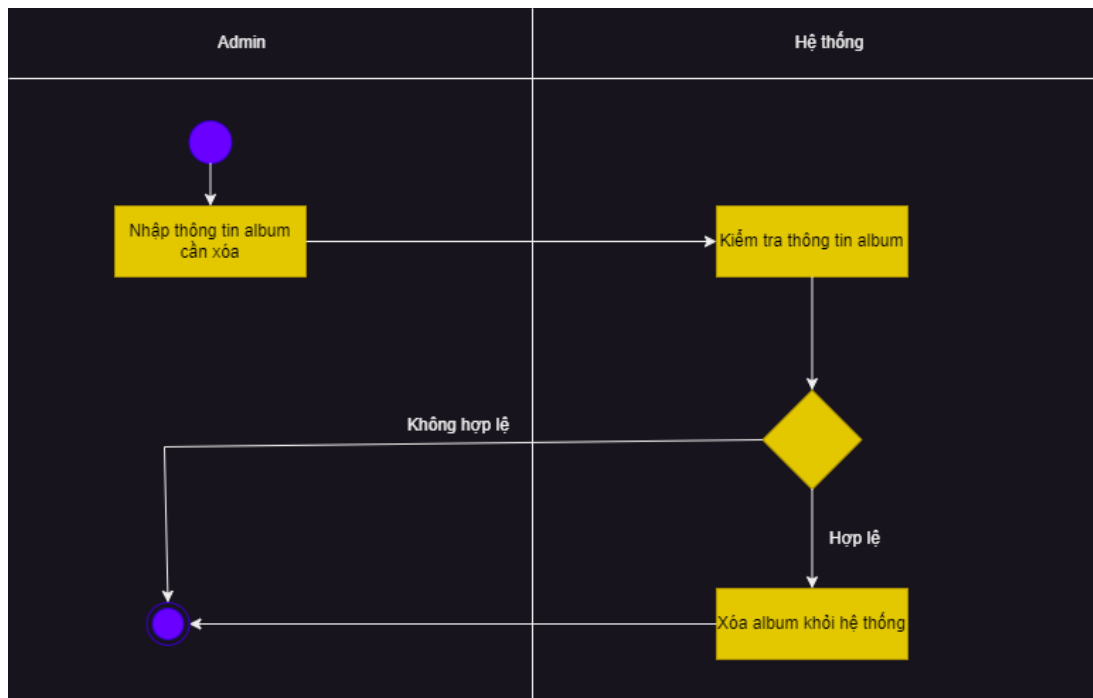 Admin
Hệ thống
Nhập thông tin album
cần xóa
Kiểm tra thông tin album
Không hợp lệ
Hợp lệ
Xóa album khỏi hệ thống